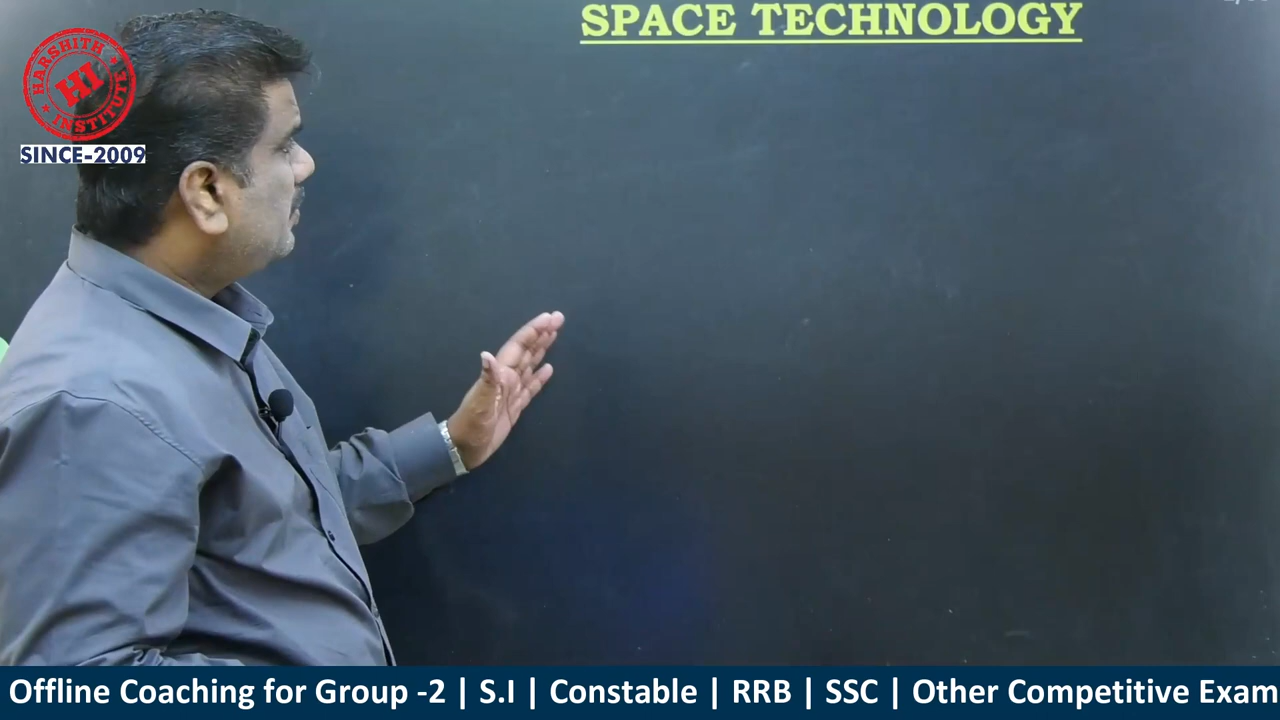 SPACE TECHNOLOGY
HARSHITH
HI
INSTITUTE
SINCE-2009
Offline Coaching for Group -2 | S.I | Constable | RRB | SSC | Other Competitive Exam